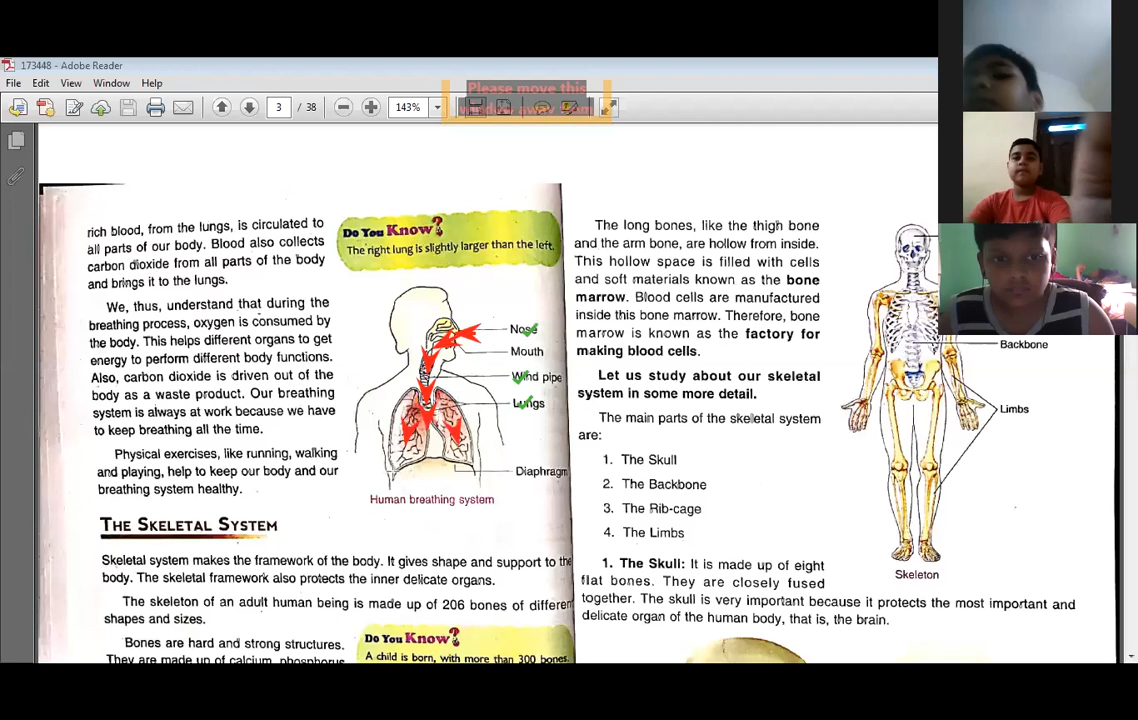 173448 - Adobe Reader
File Edit View Window Help
3 / 38
143%
Please move this
rich blood, from the lungs, is circulated to
all parts of our body. Blood also collects
carbon dioxide from all parts of the body
and brings it to the lungs.
We, thus, understand that during the
breathing process, oxygen is consumed by
the body. This helps different organs to get
energy to perform different body functions.
Also, carbon dioxide is driven out of the
body as a waste product. Our breathing
system is always at work because we have
to keep breathing all the time.
Physical exercises, like running, walking
and playing, help to keep our body and our
breathing system healthy.
Do You Know?
The right lung is slightly larger than the left.
Nose
Mouth
Wind pipe
Lungs
Diaphragm
Human breathing system
THE SKELETAL SYSTEM
Skeletal system makes the framework of the body. It gives shape and support to the
body. The skeletal framework also protects the inner delicate organs.
The skeleton of an adult human being is made up of 206 bones of different
shapes and sizes.
Bones are hard and strong structures.
They are made up of calcium, phosphorus
Do You Know?
A child is born, with more than 300 bones.
The long bones, like the thigh bone
and the arm bone, are hollow from inside.
This hollow space is filled with cells
and soft materials known as the bone
marrow. Blood cells are manufactured
inside this bone marrow. Therefore, bone
marrow is known as the factory for
making blood cells.
Let us study about our skeletal
system in some more detail.
The main parts of the skeletal system
are:
1. The Skull
2. The Backbone
3. The Rib-cage
4. The Limbs
1. The Skull: It is made up of eight
flat bones. They are closely fused
together. The skull is very important because it protects the most important and
delicate organ of the human body, that is, the brain.
Backbone
Limbs
Skeleton